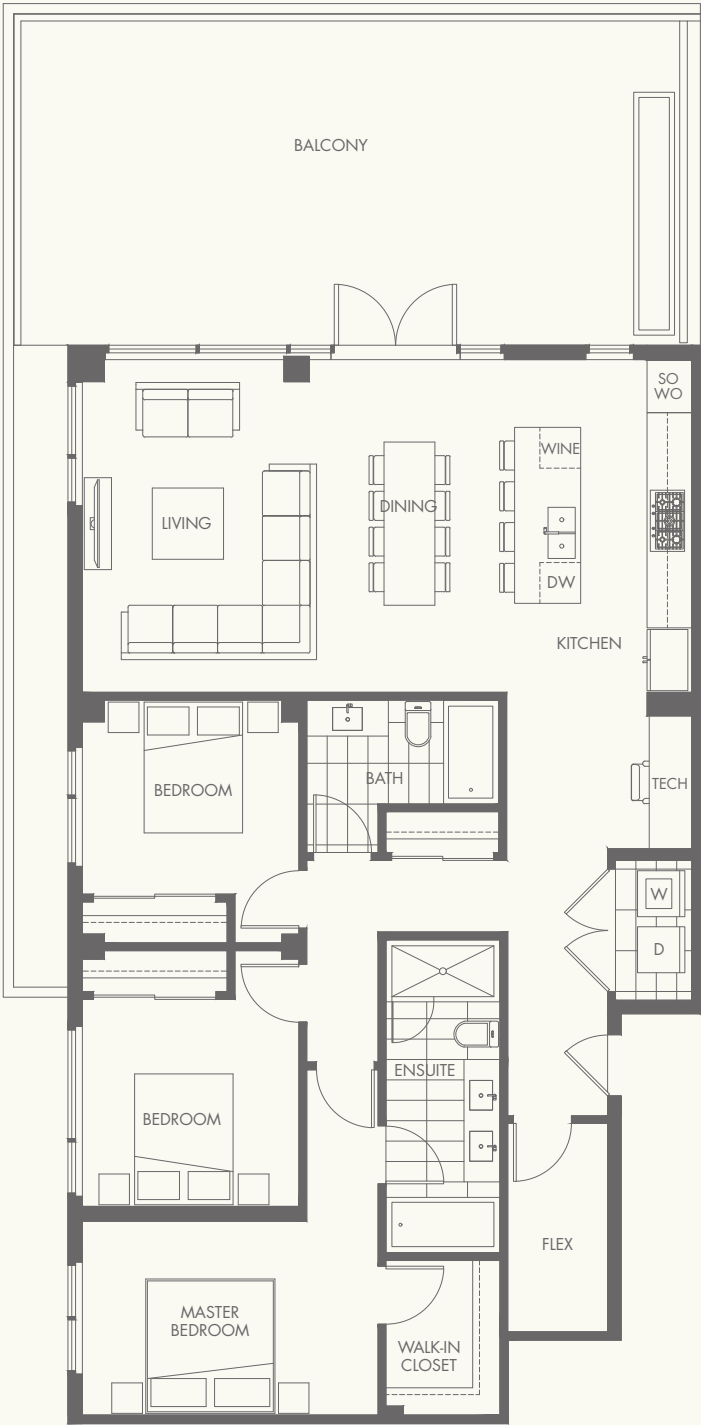 BALCONY
SO
WO
WINE
LIVING
DINING
DW
KITCHEN
BEDROOM
BATH
TECH
W
D
ENSUITE
BEDROOM
FLEX
MASTER
BEDROOM
WALK-IN
CLOSET